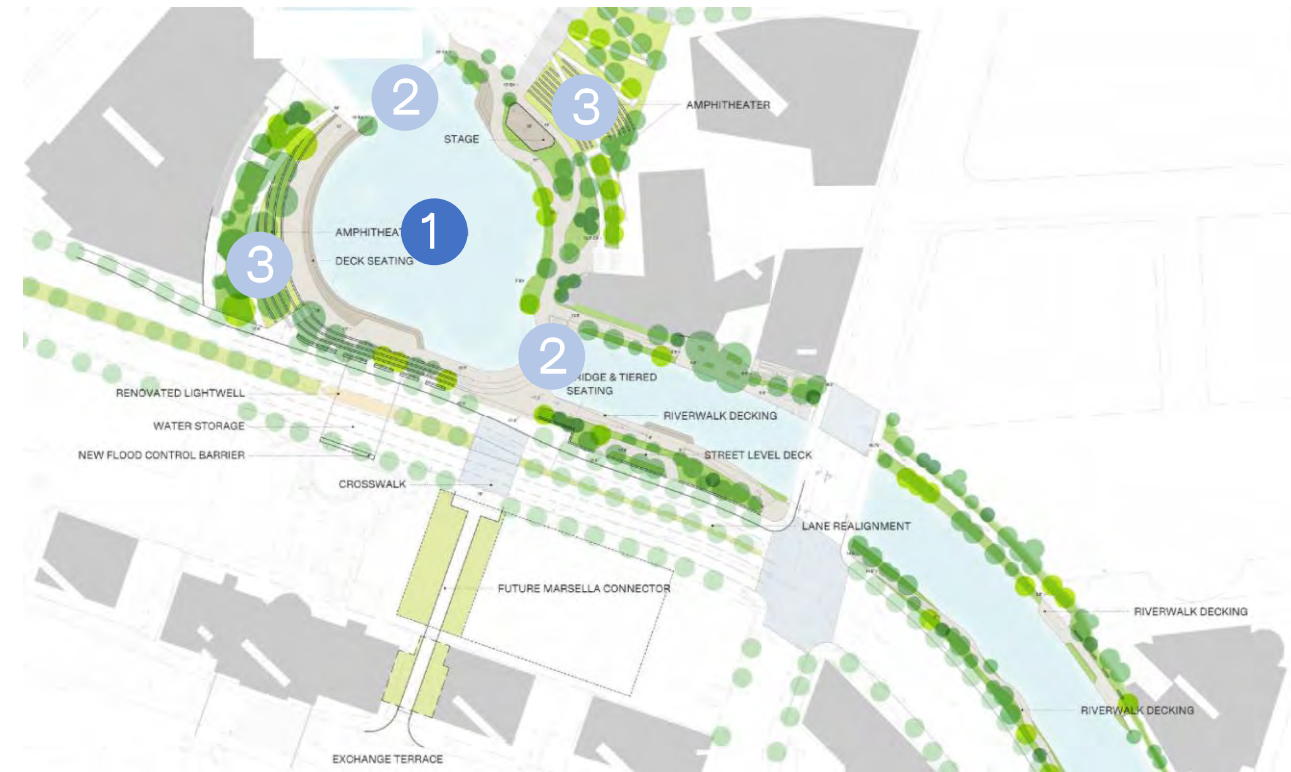 2
3
AMPHITHEATER
STAGE
1
AMPHITHEAT
3
DECK SEATING
2
RIDGE & TIERED
SEATING
RENOVATED LIGHTWELL
RIVERWALK DECKING
WATER STORAGE
NEW FLOOD CONTROL BARRIER
STREET LEVEL DECK
CROSSWALK
LANE REALIGNMENT
FUTURE MARSELLA CONNECTOR
RIVERWALK DECKING
RIVERWALK DECKING
EXCHANGE TERRACE